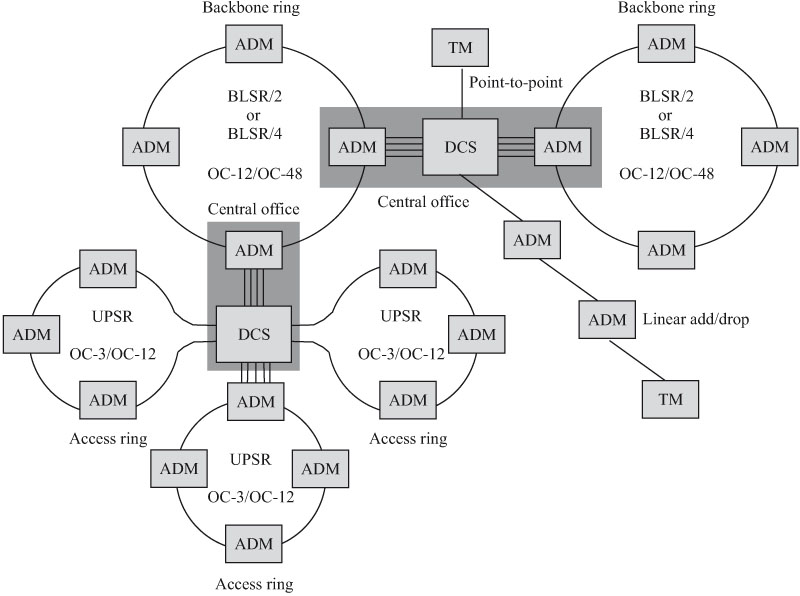 Backbone ring
Backbone ring
ADM
TM
ADM
Point-to-point
BLSR/2
or
BLSR/4
BLSR/2
or
BLSR/4
ADM
ADM
DCS
ADM
ADM
OC-12/OC-48
OC-12/OC-48
Central office
Central office
ADM
ADM
ADM
ADM
ADM
UPSR
UPSR
ADM
Linear add/drop
ADM
DCS
ADM
OC-3/OC-12
OC-3/OC-12
ADM
ADM
ADM
TM
Access ring
Access ring
UPSR
ADM
ADM
OC-3/OC-12
ADM
Access ring